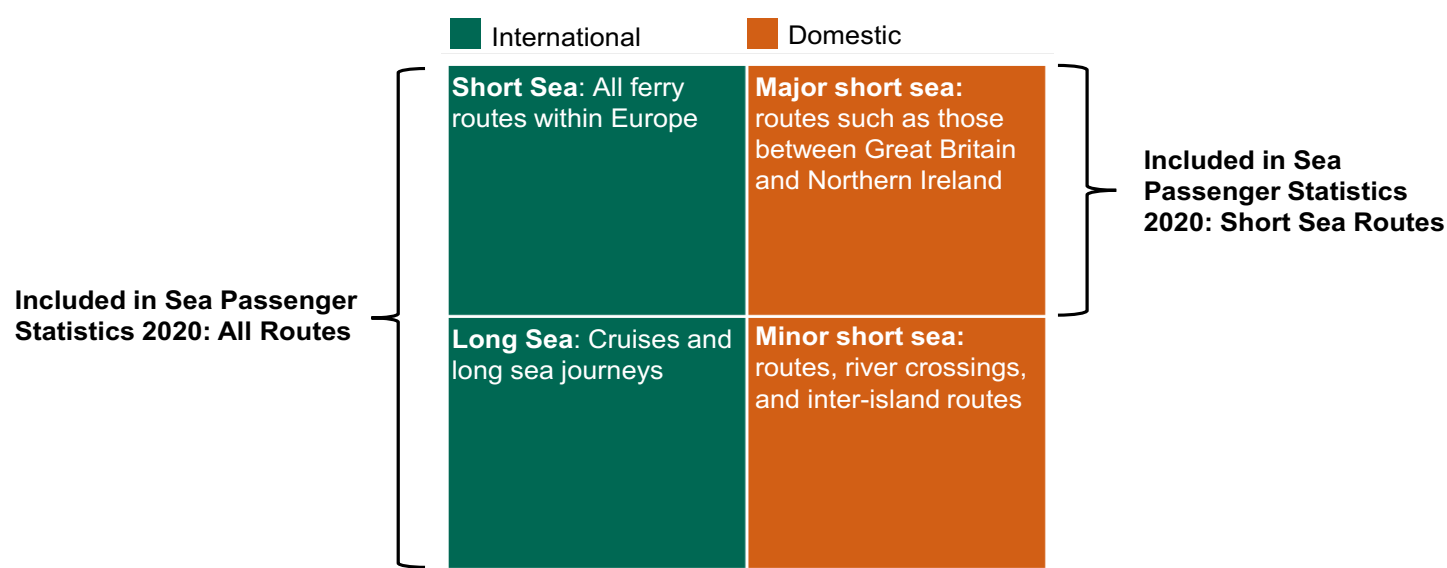 International
Domestic
Short Sea: All ferry
routes within Europe
Major short sea:
routes such as those
between Great Britain
and Northern Ireland
Included in Sea
Passenger Statistics
2020: Short Sea Routes
Included in Sea Passenger
Statistics 2020: All Routes
Long Sea: Cruises and
long sea journeys
Minor short sea:
routes, river crossings,
and inter-island routes